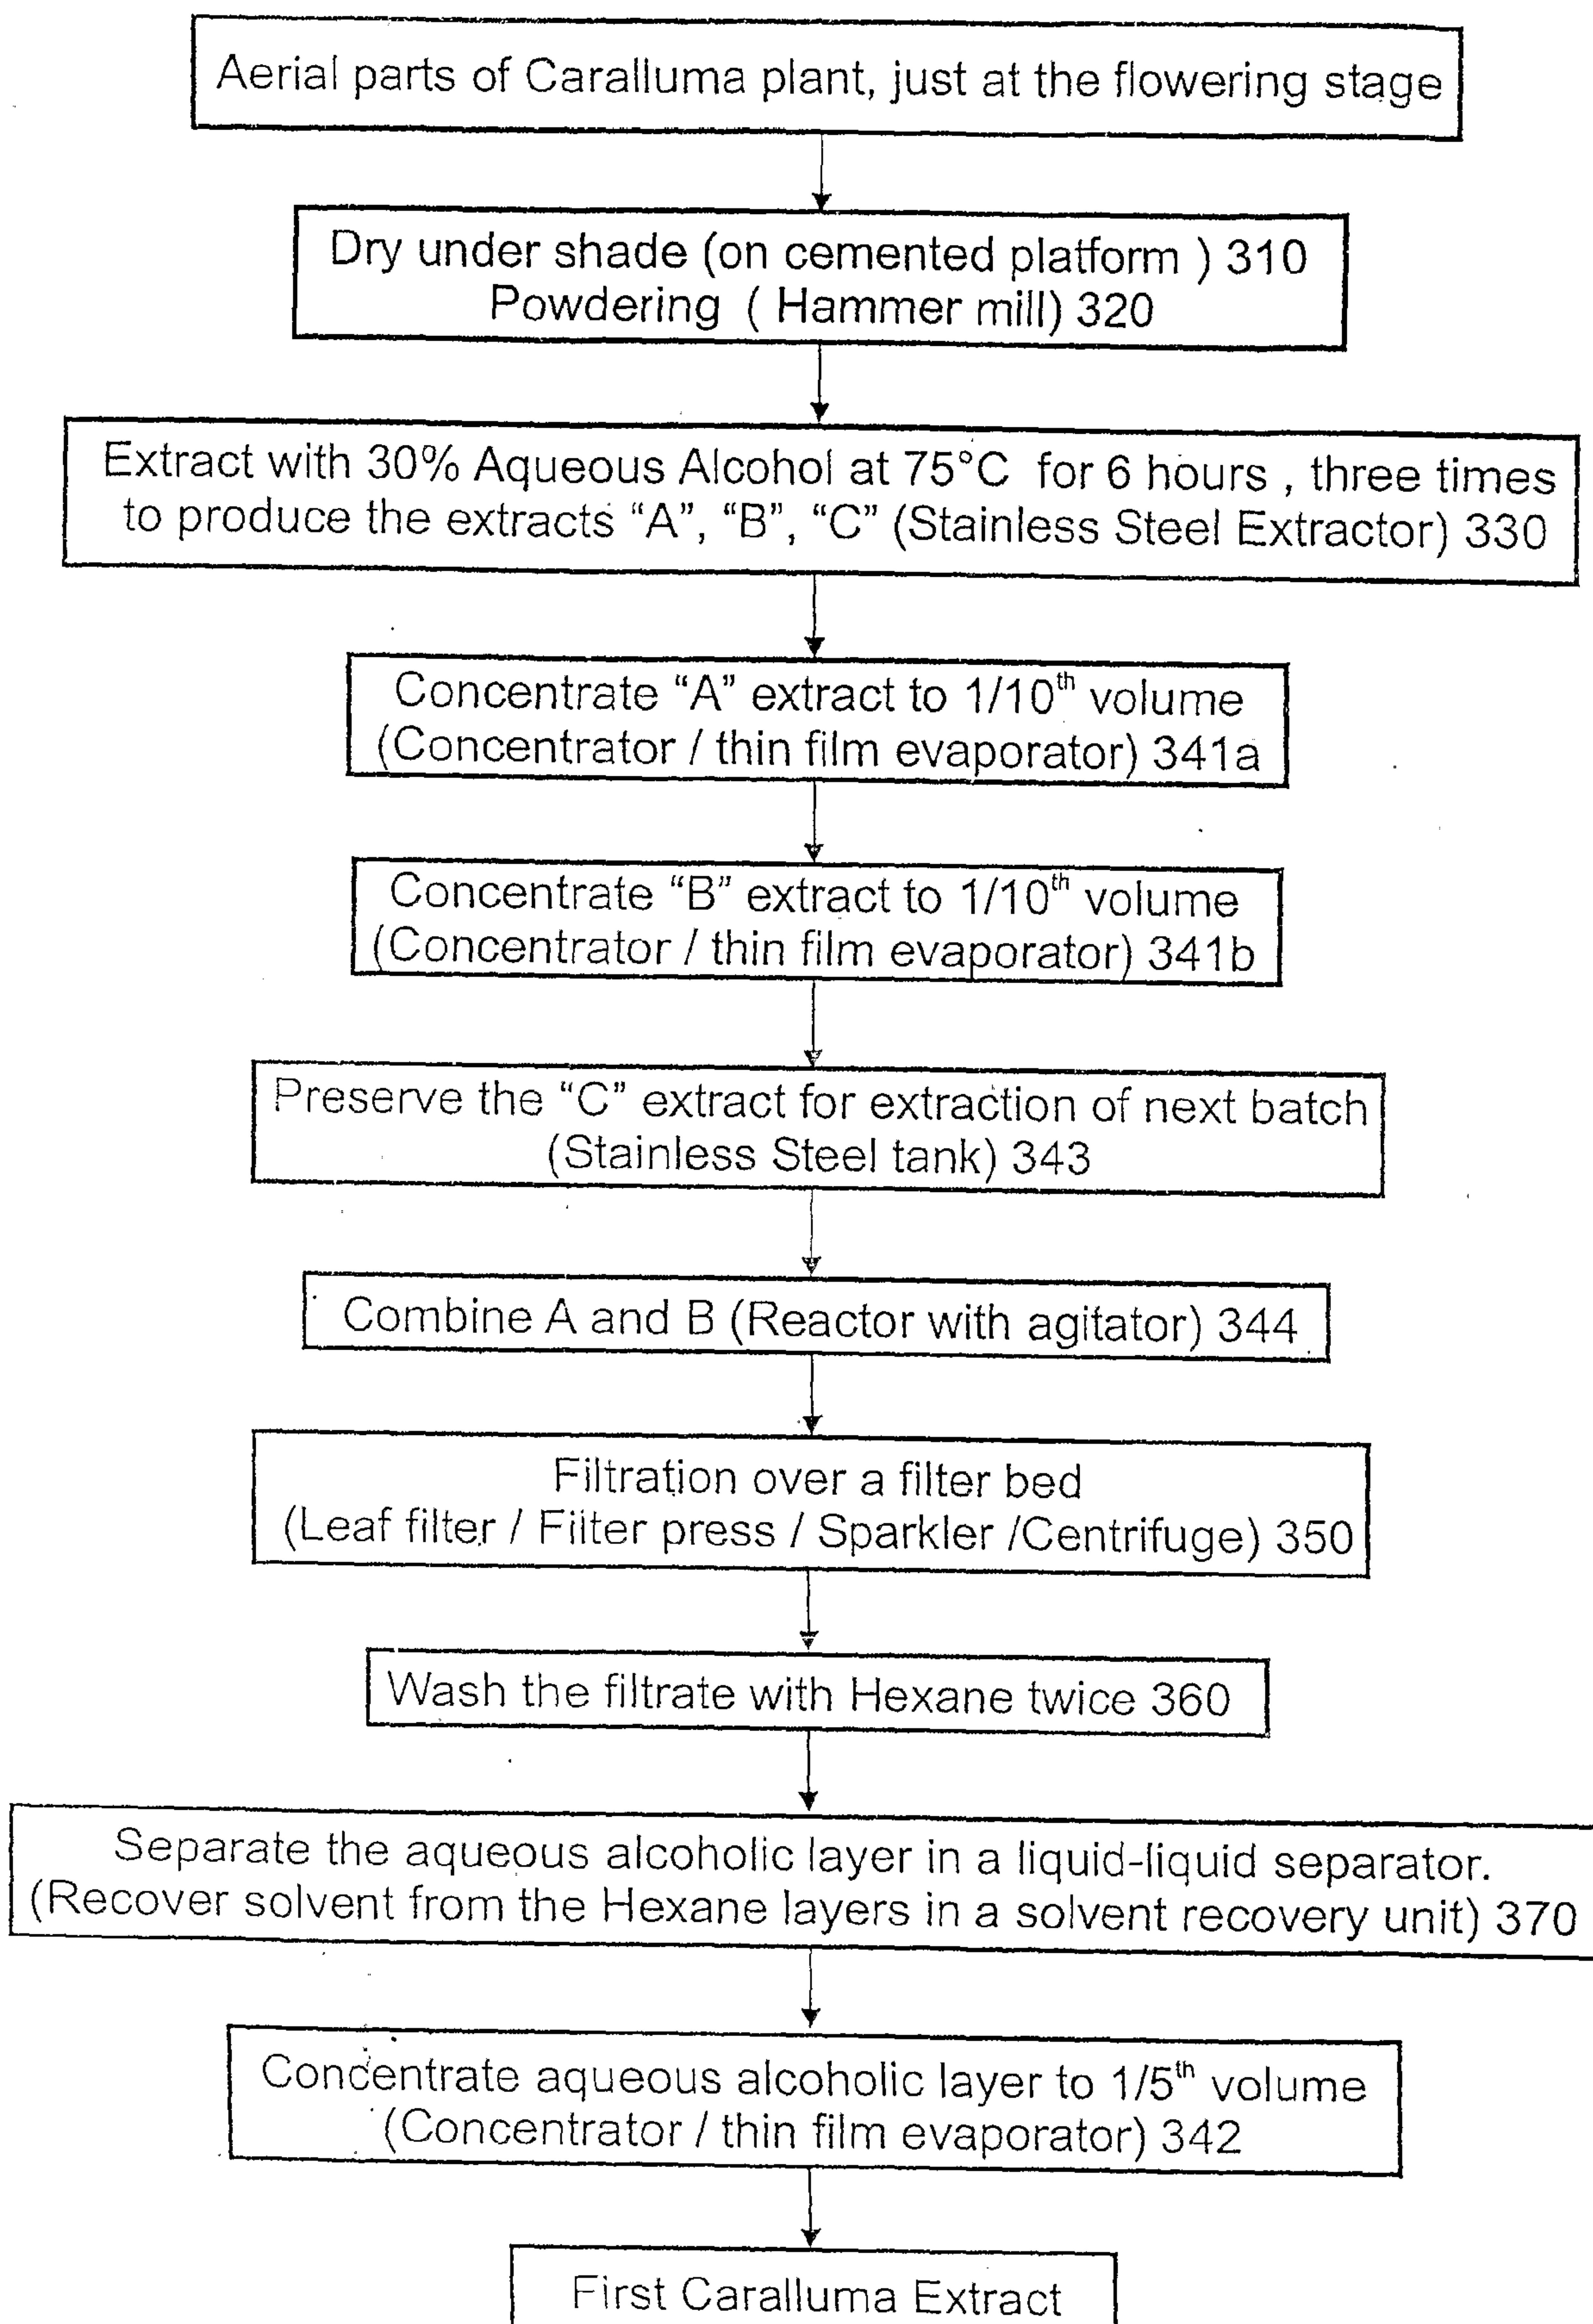 Aerial parts of Caralluma plant, just at the flowering stage
Dry under shade (on cemented platform ) 310
Powdering ( Hammer mill) 320
Extract with 30% Aqueous Alcohol at 75°C for 6 hours , three times
to produce the extracts “A”, “B”, “C” (Stainless Steel Extractor) 330
Concentrate “A” extract to 1/10th volume
(Concentrator / thin film evaporator) 341a
Concentrate “B” extract to 1/10th volume
(Concentrator / thin film evaporator) 341b
Preserve the “C” extract for extraction of next batch
(Stainless Steel tank) 343
Combine A and B (Reactor with agitator) 344
Filtration over a filter bed
(Leaf filter / Filter press / Sparkler /Centrifuge) 350
Wash the filtrate with Hexane twice 360
Separate the aqueous alcoholic layer in a liquid-liquid separator.
(Recover solvent from the Hexane layers in a solvent recovery unit) 370
Concentrate aqueous alcoholic layer to 1/5th volume
(Concentrator / thin film evaporator) 342
First Caralluma Extract